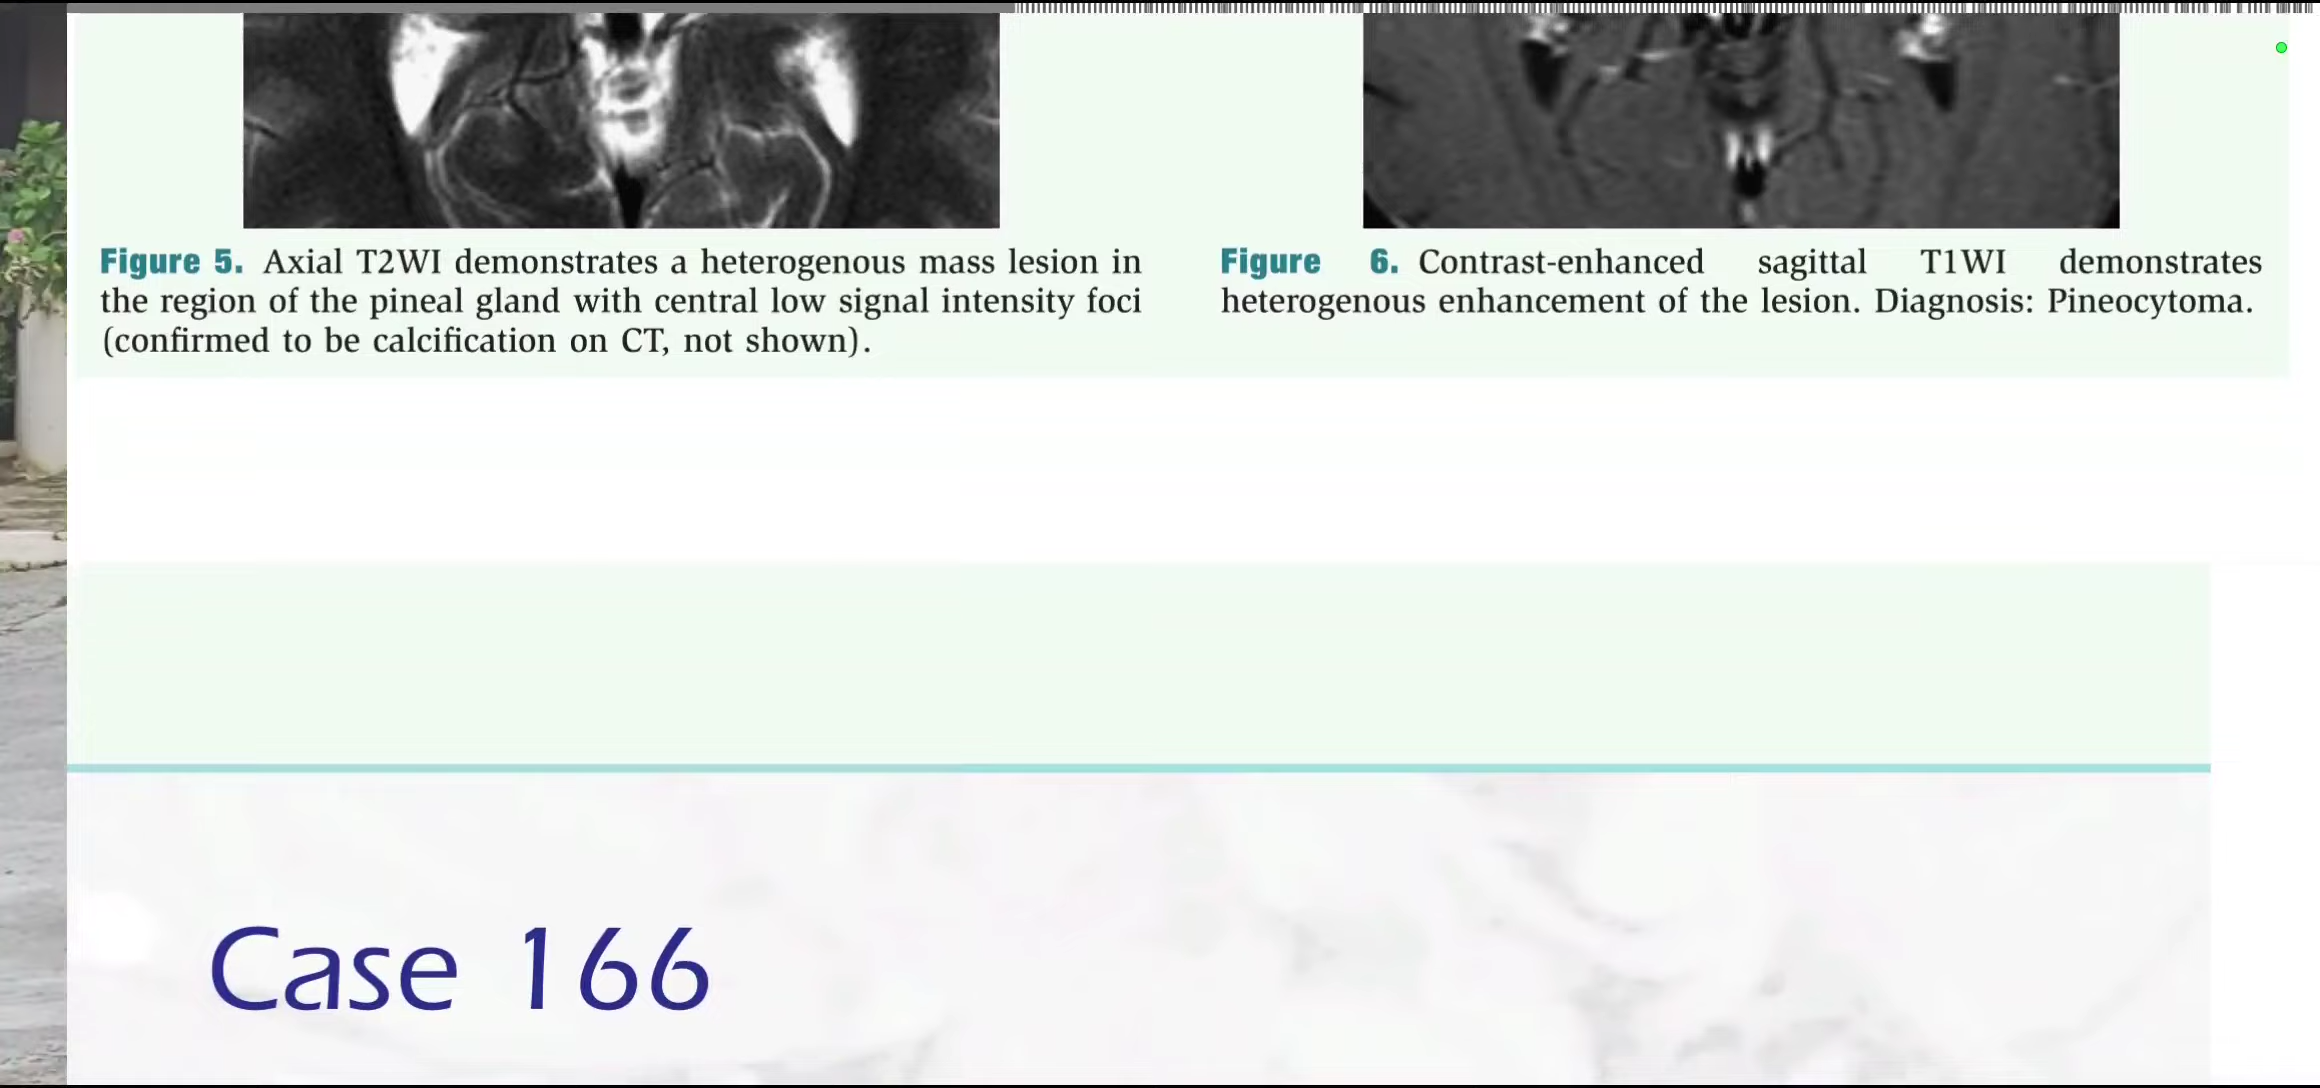 Figure 5. Axial T2WI demonstrates a heterogenous mass lesion in
the region of the pineal gland with central low signal intensity foci
(confirmed to be calcification on CT, not shown).
Figure 6. Contrast-enhanced sagittal T1WI demonstrates
heterogenous enhancement of the lesion. Diagnosis: Pineocytoma.
Case 166